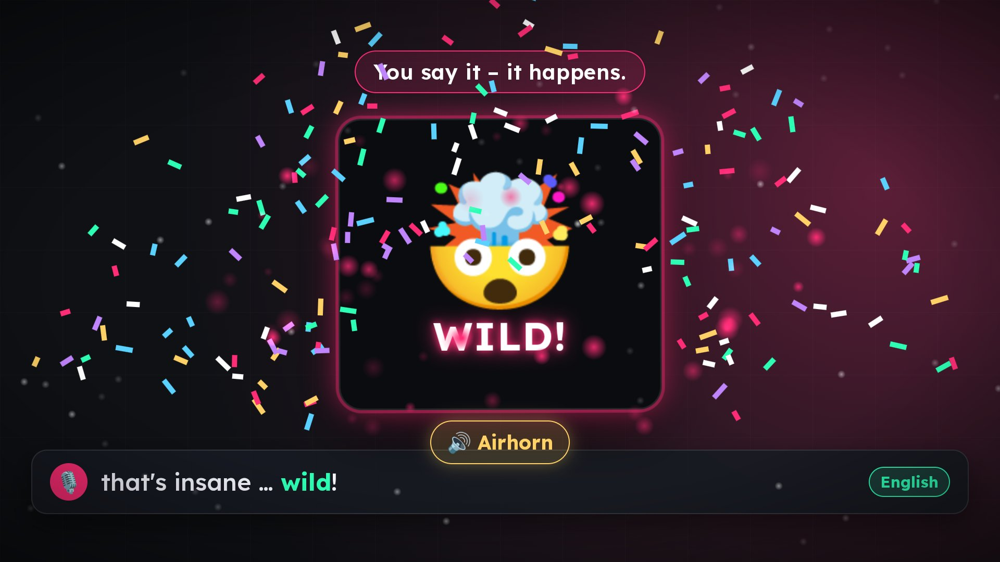 You say it – it happens.
WILD!
Airhorn
that's insane ... wild!
English